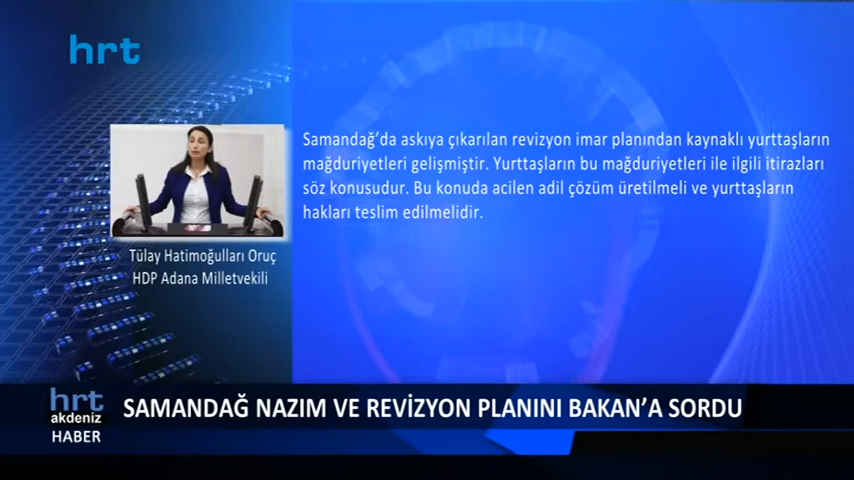 hrt
Samandağ'da askıya çıkarılan revizyon imar planından kaynaklı yurttaşların
mağduriyetleri gelişmiştir. Yurttaşların bu mağduriyetleri ile ilgili itirazları
söz konusudur. Bu konuda acilen adil çözüm üretilmeli ve yurttaşların
hakları teslim edilmelidir.
Tülay Hatimoğulları Oruç
HDP Adana Milletvekili
hrt
akdeniz
HABER
SAMANDAĞ NAZIM VE REVİZYON PLANINI BAKAN'A SORDU